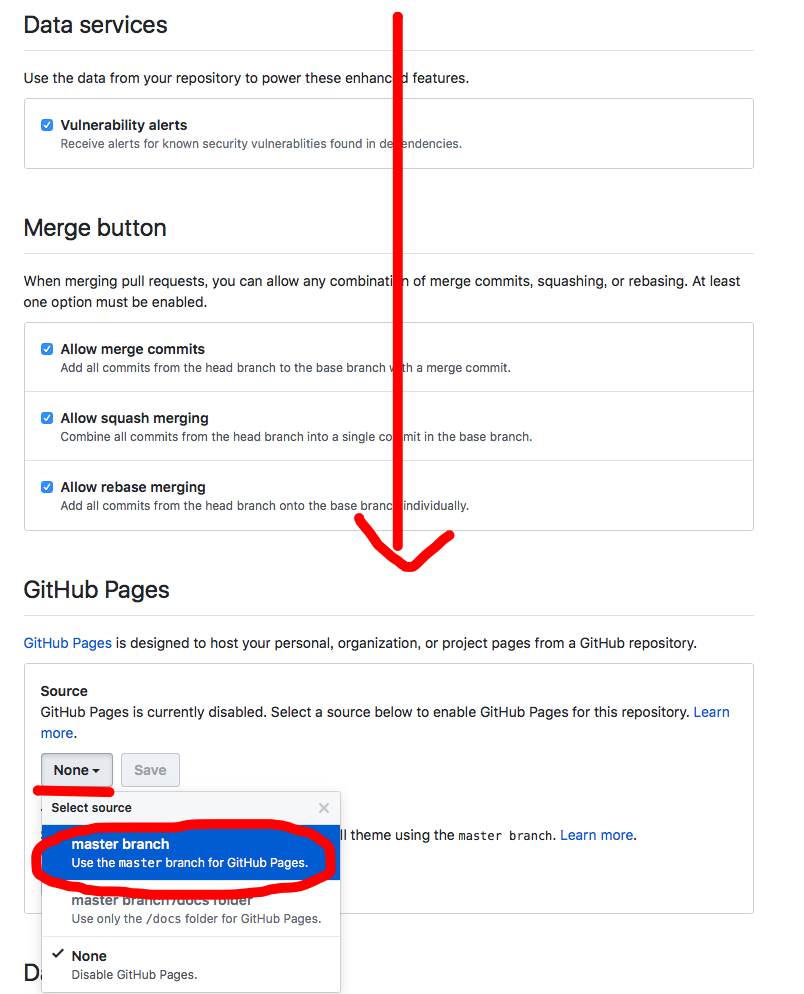 Data services
Use the data from your repository to power these enhanced features.
Vulnerability alerts
Receive alerts for known security vulnerablities found in dependencies.
Merge button
When merging pull requests, you can allow any combination of merge commits, squashing, or rebasing. At least
one option must be enabled.
Allow merge commits
Add all commits from the head branch to the base branch with a merge commit.
Allow squash merging
Combine all commits from the head branch into a single commit in the base branch.
Allow rebase merging
Add all commits from the head branch onto the base branch individually.
GitHub Pages
GitHub Pages is designed to host your personal, organization, or project pages from a GitHub repository.
Source
GitHub Pages is currently disabled. Select a source below to enable GitHub Pages for this repository. Learn
more.
None Save
Select source
master branch
Use the master branch for GitHub Pages.
theme using the master branch. Learn more.
master branch /docs folder
Use only the /docs folder for GitHub Pages.
None
Disable GitHub Pages.